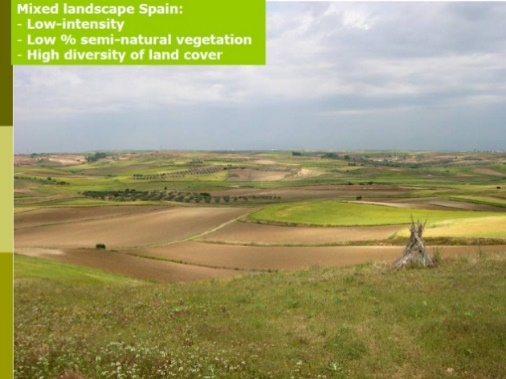 Mixed landscape Spain:
- Low-intensity
- Low % semi-natural vegetation
- High diversity of land cover